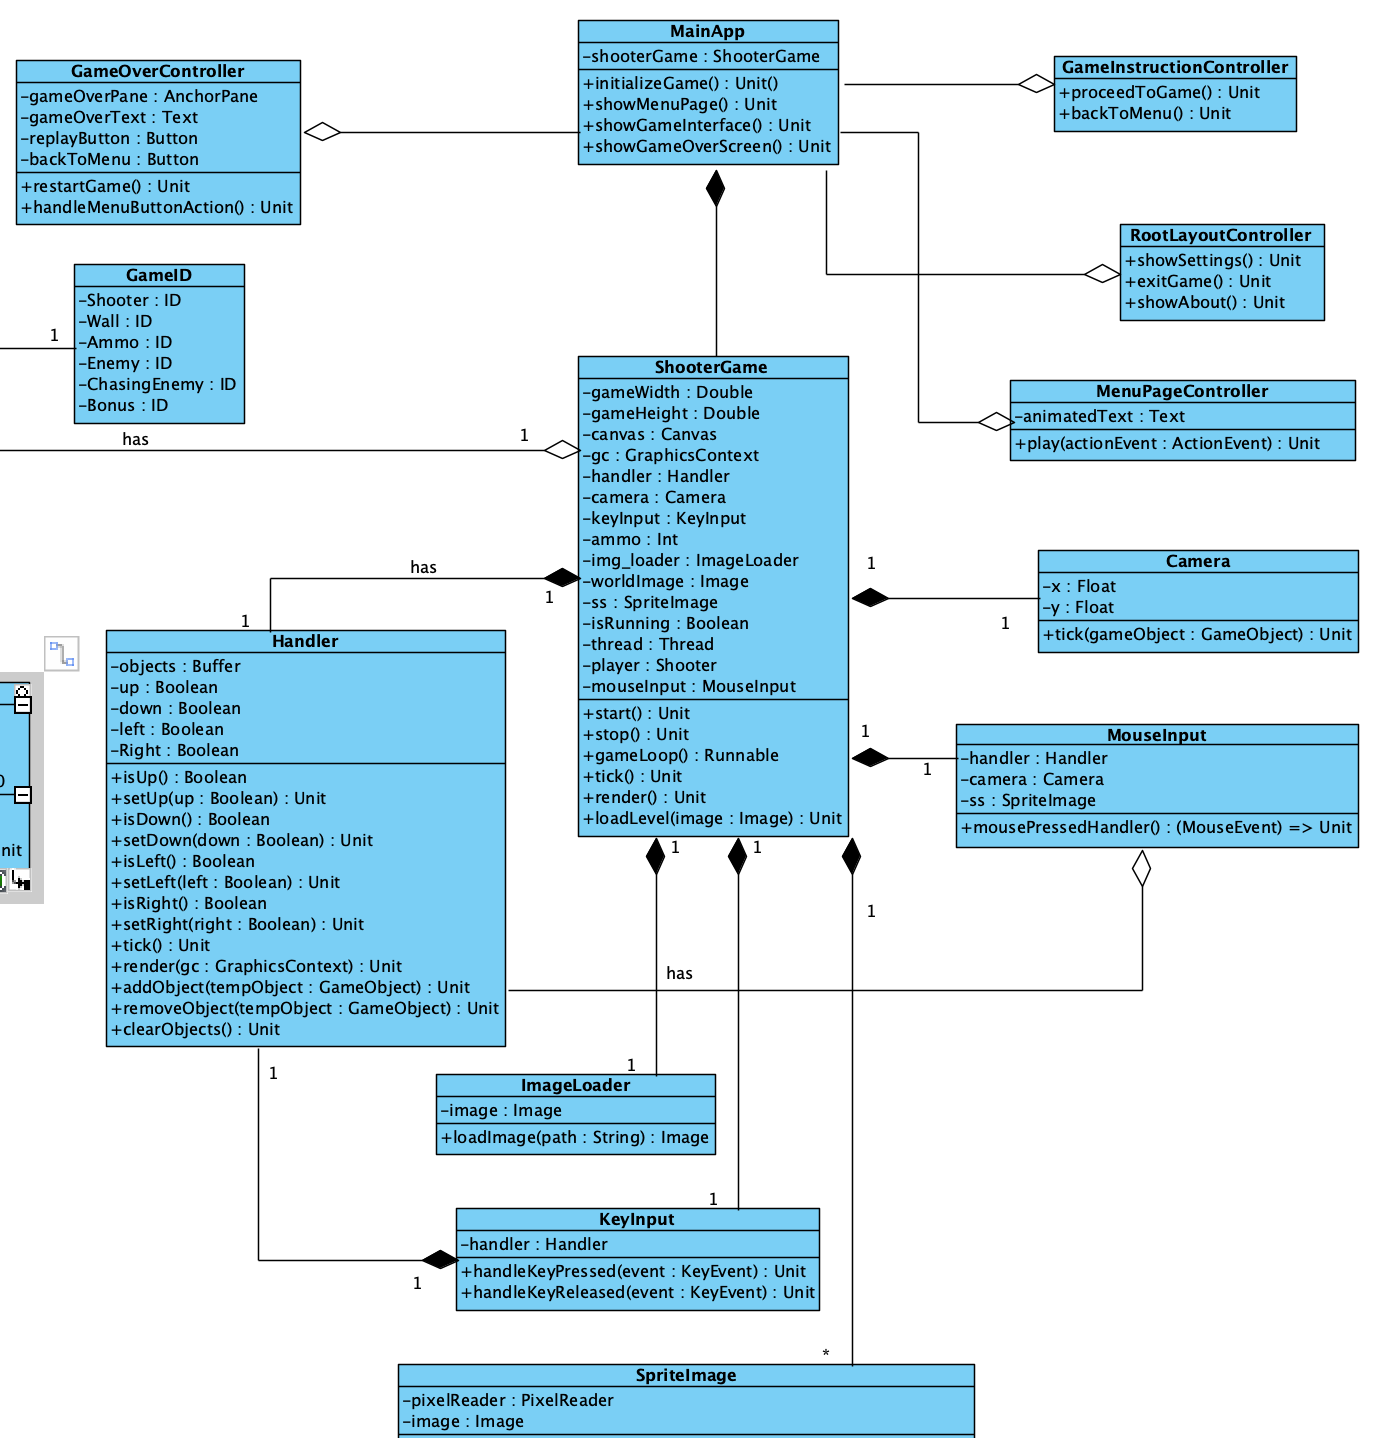 MainApp
-shooterGame : ShooterGame
+initializeGame() : Unit()
+showMenuPage() : Unit
+showGameInterface() : Unit
+showGameOverScreen() : Unit
GameOverController
-gameOverPane : AnchorPane
-gameOverText : Text
-replayButton : Button
-backToMenu : Button
+restartGame() : Unit
+handleMenuButtonAction() : Unit
GameInstructionController
+proceedToGame() : Unit
+backToMenu() : Unit
RootLayoutController
+showSettings() : Unit
+exitGame() : Unit
+showAbout() : Unit
GameID
-Shooter : ID
-Wall : ID
-Ammo : ID
-Enemy : ID
-ChasingEnemy : ID
-Bonus : ID
1
has
1
MenuPageController
-animatedText : Text
+play(actionEvent : ActionEvent) : Unit
ShooterGame
-gameWidth : Double
-gameHeight : Double
-canvas : Canvas
-gc : GraphicsContext
-handler : Handler
-camera : Camera
-keyInput : KeyInput
-ammo : Int
-img_loader : ImageLoader
-worldImage : Image
-ss : SpriteImage
-isRunning : Boolean
-thread : Thread
-player : Shooter
-mouseInput : MouseInput
+start() : Unit
+stop() : Unit
+gameLoop() : Runnable
+tick() : Unit
+render() : Unit
+loadLevel(image : Image) : Unit
has
1
1
1
1
Camera
-x : Float
-y : Float
+tick(gameObject : GameObject) : Unit
Handler
-objects : Buffer
-up : Boolean
-down : Boolean
-left : Boolean
-Right : Boolean
+isUp() : Boolean
+setUp(up : Boolean) : Unit
+isDown() : Boolean
+setDown(down : Boolean) : Unit
+isLeft() : Boolean
+setLeft(left : Boolean) : Unit
+isRight() : Boolean
+setRight(right : Boolean) : Unit
+tick() : Unit
+render(gc : GraphicsContext) : Unit
+addObject(tempObject : GameObject) : Unit
+removeObject(tempObject : GameObject) : Unit
+clearObjects() : Unit
nit
1
1
MouseInput
-handler : Handler
-camera : Camera
-ss : SpriteImage
+mousePressedHandler() : (MouseEvent) => Unit
1
1
1
has
1
1
ImageLoader
-image : Image
+loadImage(path : String) : Image
1
KeyInput
-handler : Handler
+handleKeyPressed(event : KeyEvent) : Unit
+handleKeyReleased(event : KeyEvent) : Unit
1
*
SpriteImage
-pixelReader : PixelReader
-image : Image